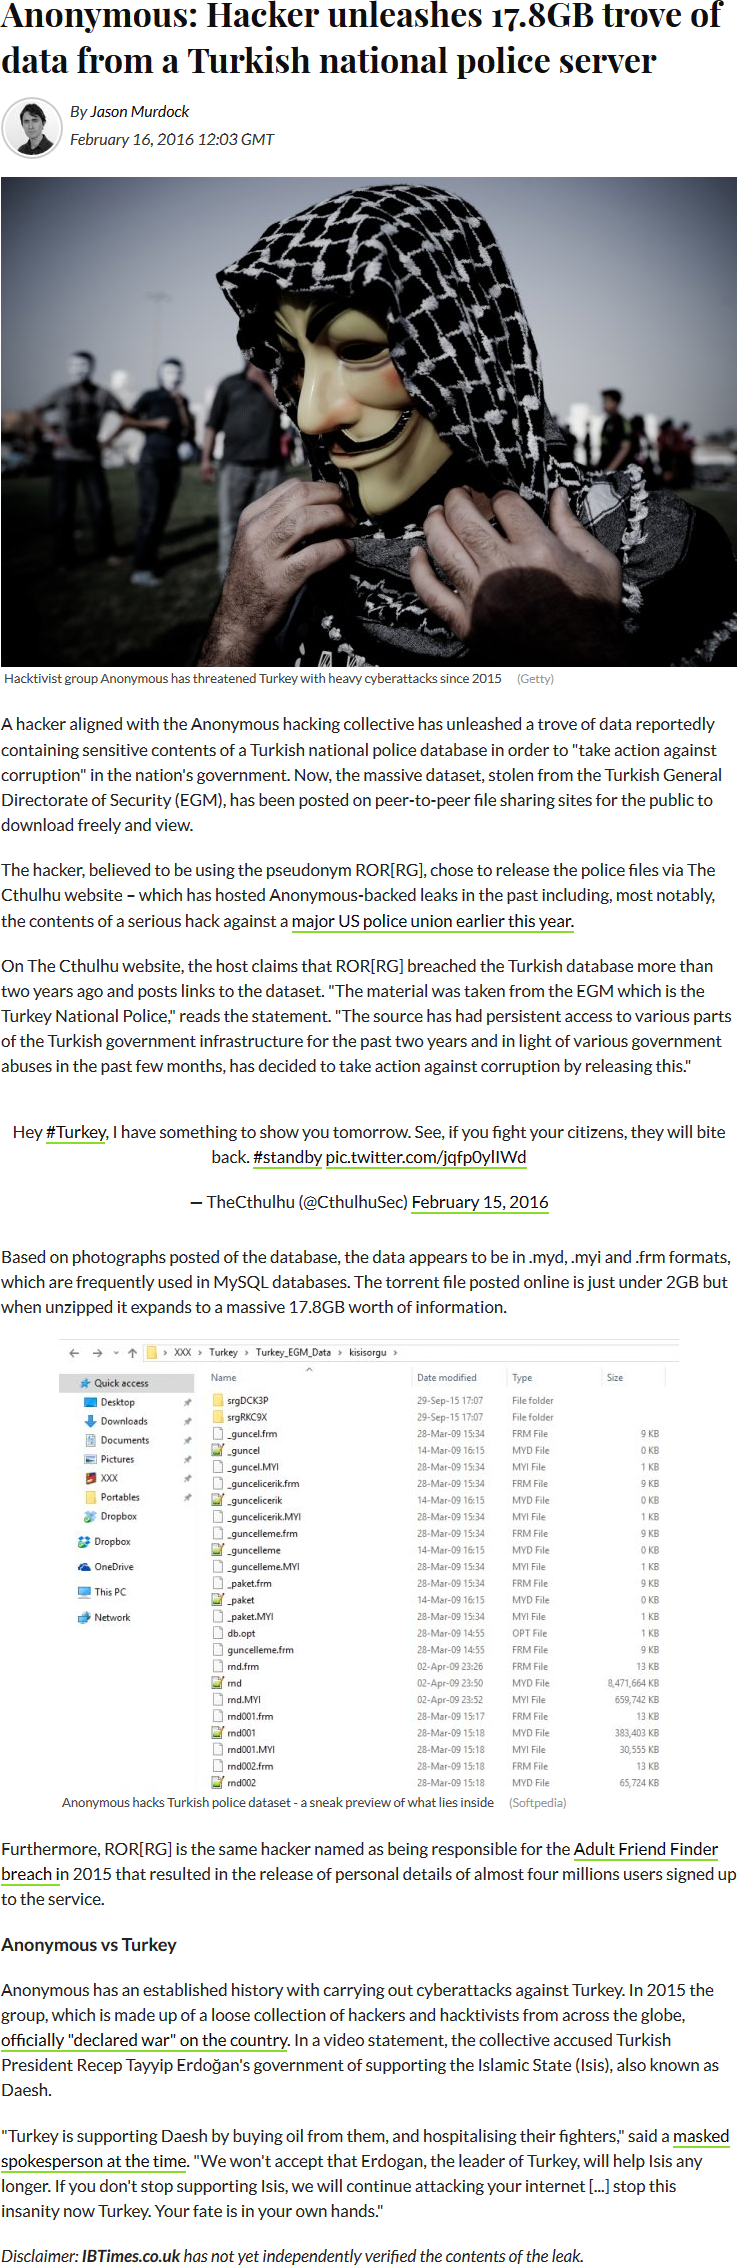 Anonymous: Hacker unleashes 17.8GB trove of
data from a Turkish national police server
By Jason Murdock
February 16, 2016 12:03 GMT
Hacktivist group Anonymous has threatened Turkey with heavy cyberattacks since 2015 (Getty)
A hacker aligned with the Anonymous hacking collective has unleashed a trove of data reportedly
containing sensitive contents of a Turkish national police database in order to "take action against
corruption" in the nation's government. Now, the massive dataset, stolen from the Turkish General
Directorate of Security (EGM), has been posted on peer-to-peer file sharing sites for the public to
download freely and view.
The hacker, believed to be using the pseudonym ROR[RG], chose to release the police files via The
Cthulhu website – which has hosted Anonymous-backed leaks in the past including, most notably,
the contents of a serious hack against a major US police union earlier this year.
On The Cthulhu website, the host claims that ROR[RG] breached the Turkish database more than
two years ago and posts links to the dataset. "The material was taken from the EGM which is the
Turkey National Police," reads the statement. "The source has had persistent access to various parts
of the Turkish government infrastructure for the past two years and in light of various government
abuses in the past few months, has decided to take action against corruption by releasing this."
Hey #Turkey, I have something to show you tomorrow. See, if you fight your citizens, they will bite
back. #standby pic.twitter.com/jqfp0ylIWd
— TheCthulhu (@CthulhuSec) February 15, 2016
Based on photographs posted of the database, the data appears to be in .myd, .myi and .frm formats,
which are frequently used in MySQL databases. The torrent file posted online is just under 2GB but
when unzipped it expands to a massive 17.8GB worth of information.
XXX › Turkey › Turkey_EGM_Data › kisisorgu ›
Name Date modified Type Size
Quick access
Desktop
Downloads
Documents
Pictures
XXX
Portables
Dropbox
Dropbox
OneDrive
This PC
Network
srgDCK3P 29-Sep-15 17:07 File folder
srgRKC9X 29-Sep-15 17:07 File folder
_guncel.frm 28-Mar-09 15:34 FRM File 9 KB
_guncel 14-Mar-09 16:15 MYD File 0 KB
_guncel.MYI 28-Mar-09 15:34 MYI File 1 KB
_guncelicerik.frm 28-Mar-09 15:34 FRM File 9 KB
_guncelicerik 14-Mar-09 16:15 MYD File 0 KB
_guncelicerik.MYI 28-Mar-09 15:34 MYI File 1 KB
_guncelleme.frm 28-Mar-09 15:34 FRM File 9 KB
_guncelleme 14-Mar-09 16:15 MYD File 0 KB
_guncelleme.MYI 28-Mar-09 15:34 MYI File 1 KB
_paket.frm 28-Mar-09 15:34 FRM File 9 KB
_paket 14-Mar-09 16:15 MYD File 0 KB
_paket.MYI 28-Mar-09 15:34 MYI File 1 KB
db.opt 28-Mar-09 14:55 OPT File 1 KB
guncelleme.frm 28-Mar-09 14:55 FRM File 9 KB
rnd.frm 02-Apr-09 23:26 FRM File 13 KB
rnd 02-Apr-09 23:50 MYD File 8,471,664 KB
rnd.MYI 02-Apr-09 23:52 MYI File 659,742 KB
rnd001.frm 28-Mar-09 15:17 FRM File 13 KB
rnd001 28-Mar-09 15:18 MYD File 383,403 KB
rnd001.MYI 28-Mar-09 15:18 MYI File 30,555 KB
rnd002.frm 28-Mar-09 15:18 FRM File 13 KB
rnd002 28-Mar-09 15:18 MYD File 65,724 KB
Anonymous hacks Turkish police dataset - a sneak preview of what lies inside (Softpedia)
Furthermore, ROR[RG] is the same hacker named as being responsible for the Adult Friend Finder
breach in 2015 that resulted in the release of personal details of almost four millions users signed up
to the service.
Anonymous vs Turkey
Anonymous has an established history with carrying out cyberattacks against Turkey. In 2015 the
group, which is made up of a loose collection of hackers and hacktivists from across the globe,
officially "declared war" on the country. In a video statement, the collective accused Turkish
President Recep Tayyip Erdoğan's government of supporting the Islamic State (Isis), also known as
Daesh.
"Turkey is supporting Daesh by buying oil from them, and hospitalising their fighters," said a masked
spokesperson at the time. "We won't accept that Erdogan, the leader of Turkey, will help Isis any
longer. If you don't stop supporting Isis, we will continue attacking your internet [...] stop this
insanity now Turkey. Your fate is in your own hands."
Disclaimer: IBTimes.co.uk has not yet independently verified the contents of the leak.